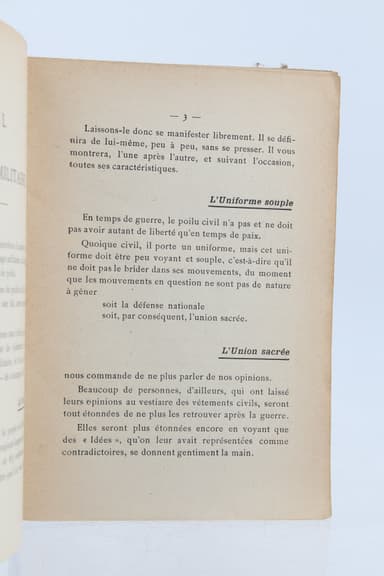 — 3 —
Laissons-le donc se manifester librement. Il se défi-
nira de lui-même, peu à peu, sans se presser. Il vous
montrera, l'une après l'autre, et suivant l'occasion,
toutes ses caractéristiques.
L'Uniforme souple
En temps de guerre, le poilu civil n'a pas et ne doit
pas avoir autant de liberté qu'en temps de paix.
Quoique civil, il porte un uniforme, mais cet uni-
forme doit être peu voyant et souple, c'est-à-dire qu'il
ne doit pas le brider dans ses mouvements, du moment
que les mouvements en question ne sont pas de nature
à gêner
soit la défense nationale
soit, par conséquent, l'union sacrée.
L'Union sacrée
nous commande de ne plus parler de nos opinions.
Beaucoup de personnes, d'ailleurs, qui ont laissé
leurs opinions au vestiaire des vêtements civils, seront
tout étonnées de ne plus les retrouver après la guerre.
Elles seront plus étonnées encore en voyant que
des « Idées », qu'on leur avait représentées comme
contradictoires, se donnent gentiment la main.